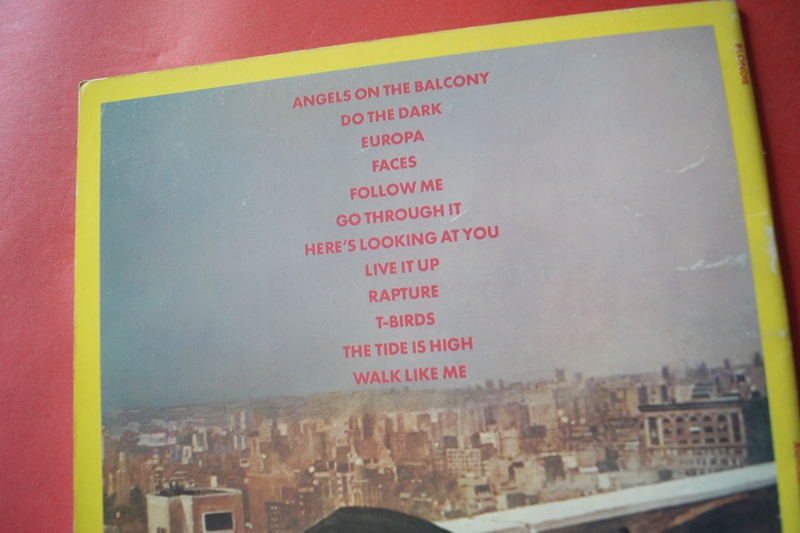 ANGELS ON THE BALCONY
DO THE DARK
EUROPA
FACES
FOLLOW ME
GO THROUGH IT
HERE'S LOOKING AT YOU
LIVE IT UP
RAPTURE
T-BIRDS
THE TIDE IS HIGH
WALK LIKE ME
BLONDIE